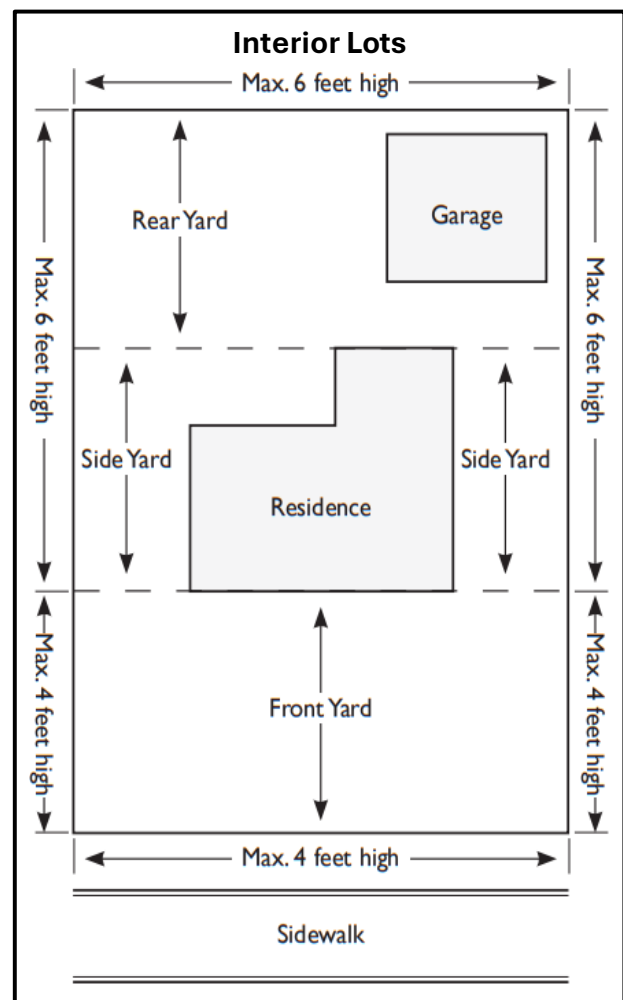 Interior Lots
Max. 6 feet high
Rear Yard
Garage
Max. 6 feet high
Max. 6 feet high
Side Yard
Side Yard
Residence
Max. 4 feet high
Max. 4 feet high
Front Yard
Max. 4 feet high
Sidewalk